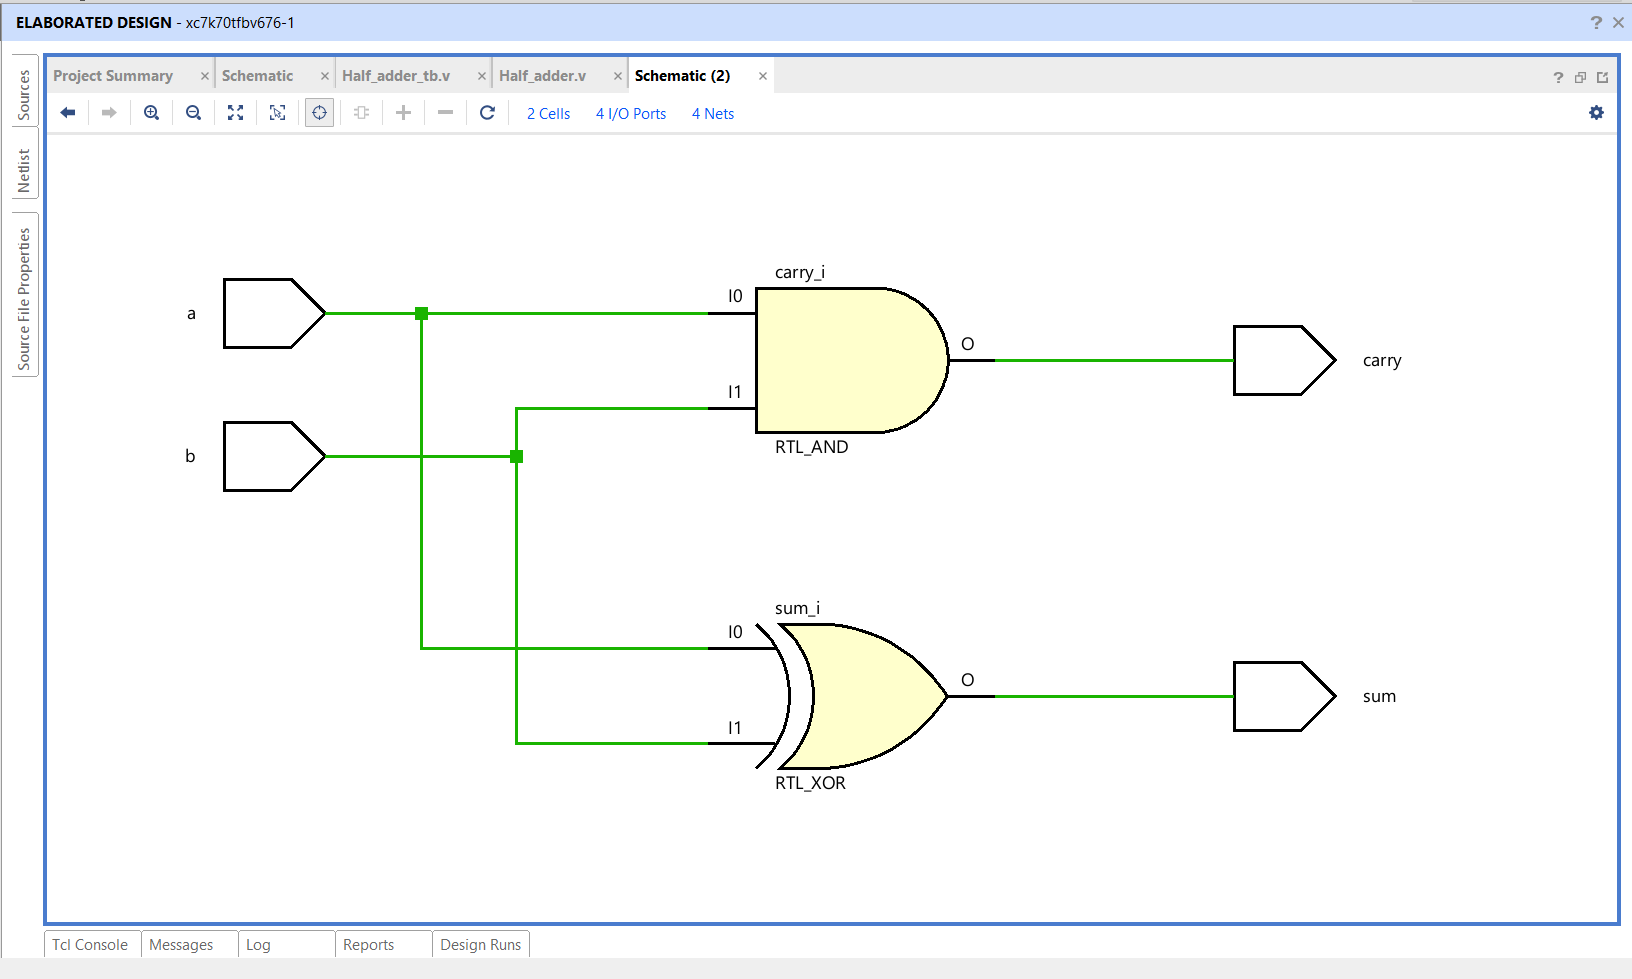 ELABORATED DESIGN - xc7k70tfbv676-1
Sources
Netlist
Source File Properties
Project Summary × Schematic × Half_adder_tb.v × Half_adder.v × Schematic (2) ×
2 Cells 4 I/O Ports 4 Nets
carry_i
I0
a
O
carry
I1
RTL_AND
b
sum_i
I0
O
sum
I1
RTL_XOR
Tcl Console Messages Log Reports Design Runs